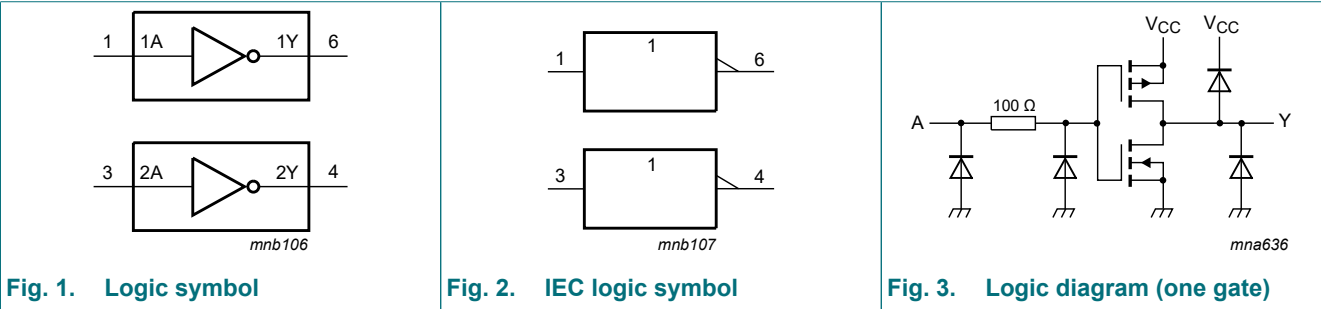 1 1A 1Y 6
3 2A 2Y 4
mnb106
Fig. 1. Logic symbol
1 1 6
3 1 4
mnb107
Fig. 2. IEC logic symbol
VCC VCC
100 Ω
A Y
mna636
Fig. 3. Logic diagram (one gate)